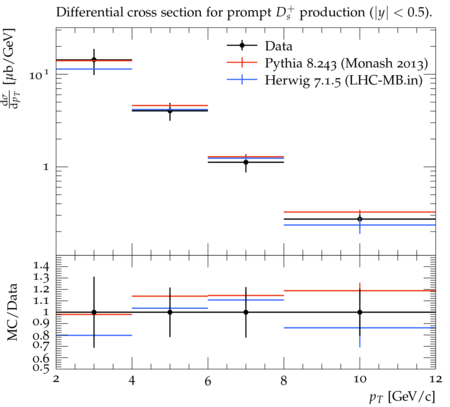 Differential cross section for prompt D_s^+ production (|y| < 0.5).
Data
Pythia 8.243 (Monash 2013)
Herwig 7.1.5 (LHC-MB.in)
dσ/dp_T [μb/GeV]
10^1
1
MC/Data
1.4
1.3
1.2
1.1
1
0.9
0.8
0.7
0.6
0.5
2 4 6 8 10 12
p_T [GeV/c]